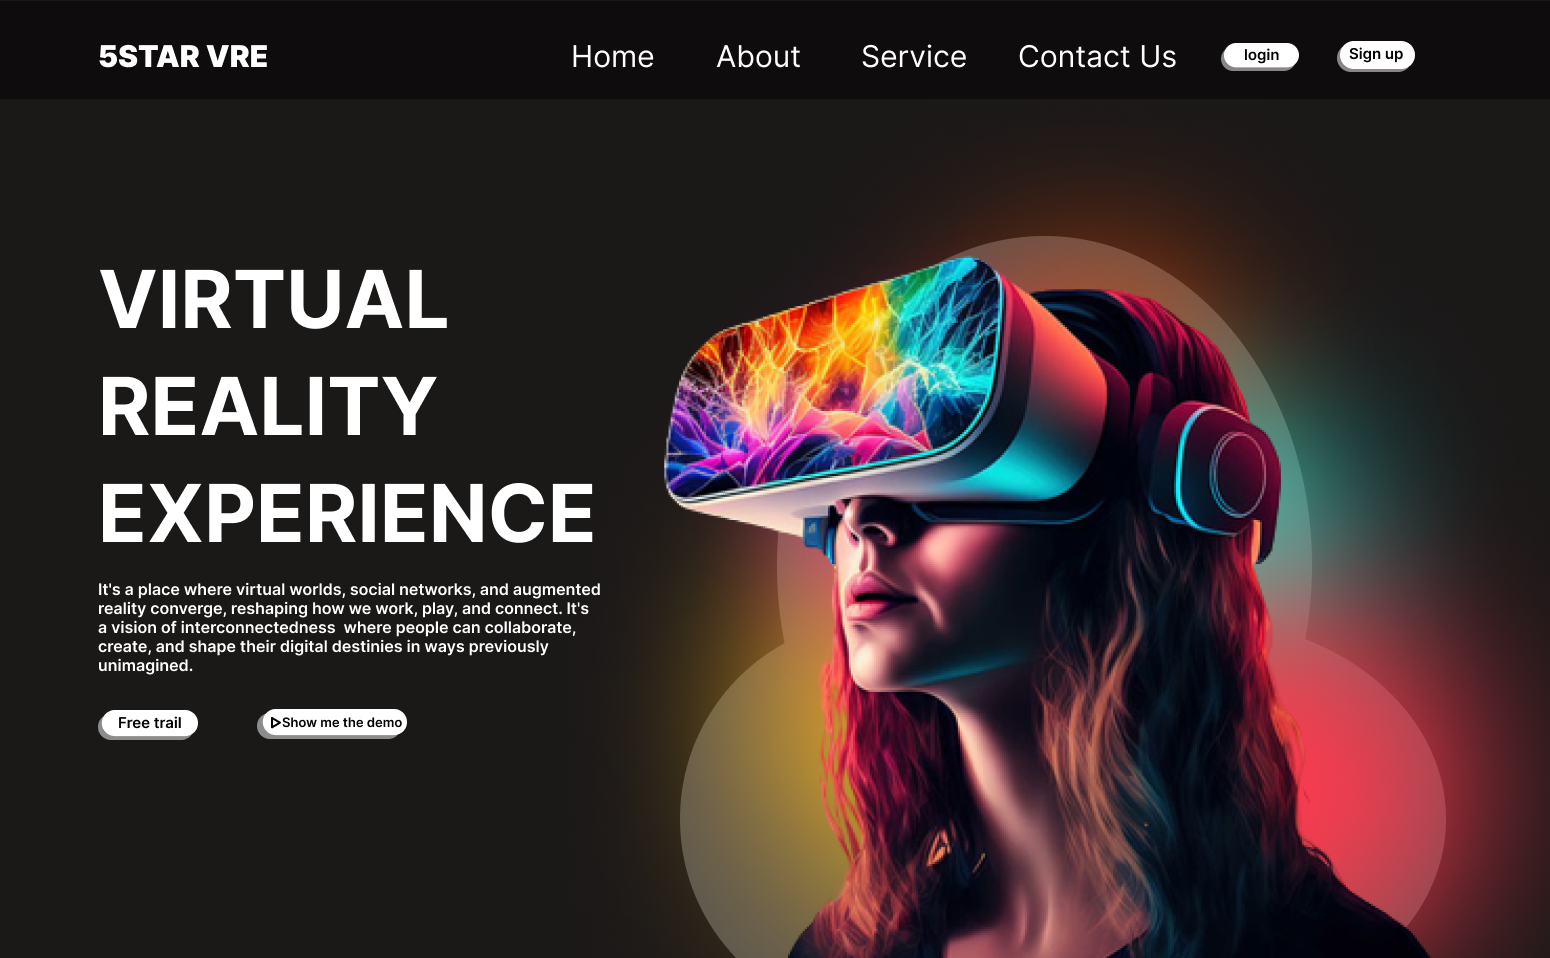 5STAR VRE
Home About Service Contact Us login Sign up
VIRTUAL
REALITY
EXPERIENCE
It's a place where virtual worlds, social networks, and augmented
reality converge, reshaping how we work, play, and connect. It's
a vision of interconnectedness  where people can collaborate,
create, and shape their digital destinies in ways previously
unimagined.
Free trail
Show me the demo